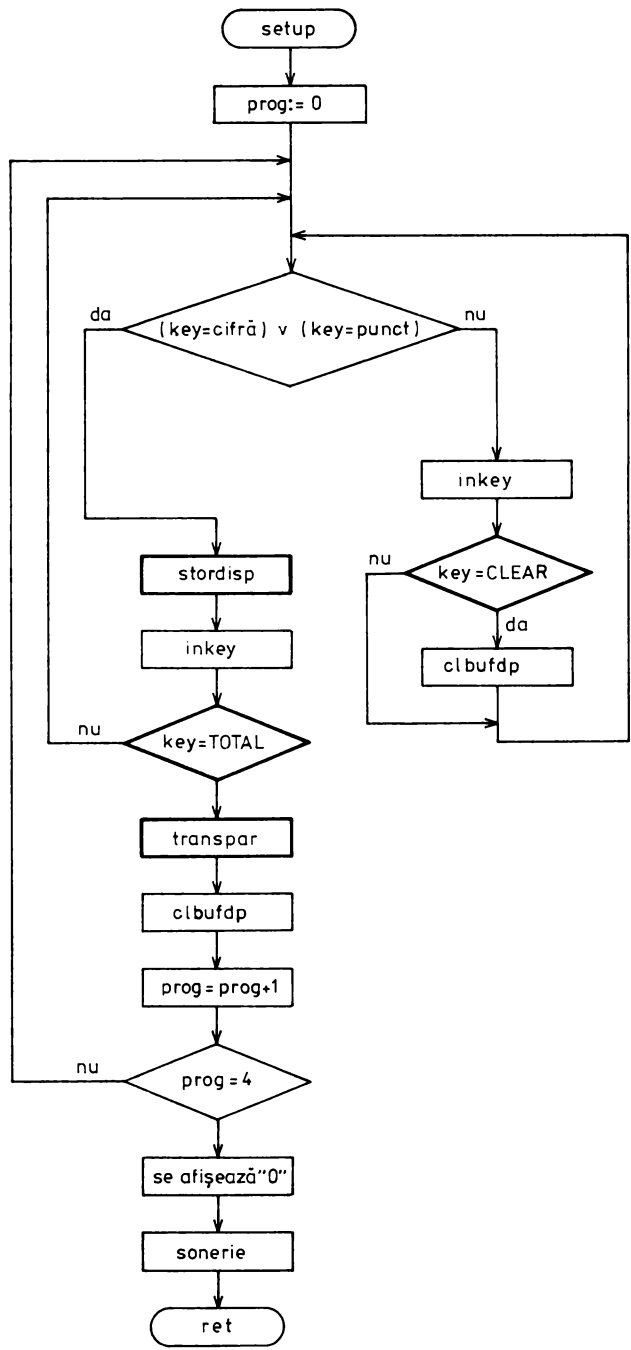 setup
prog:= 0
da
(key=cifră) v (key=punct)
nu
inkey
stordisp
nu
key=CLEAR
da
inkey
clbufdp
nu
key=TOTAL
transpar
clbufdp
prog=prog+1
nu
prog=4
se afişează"0"
sonerie
ret